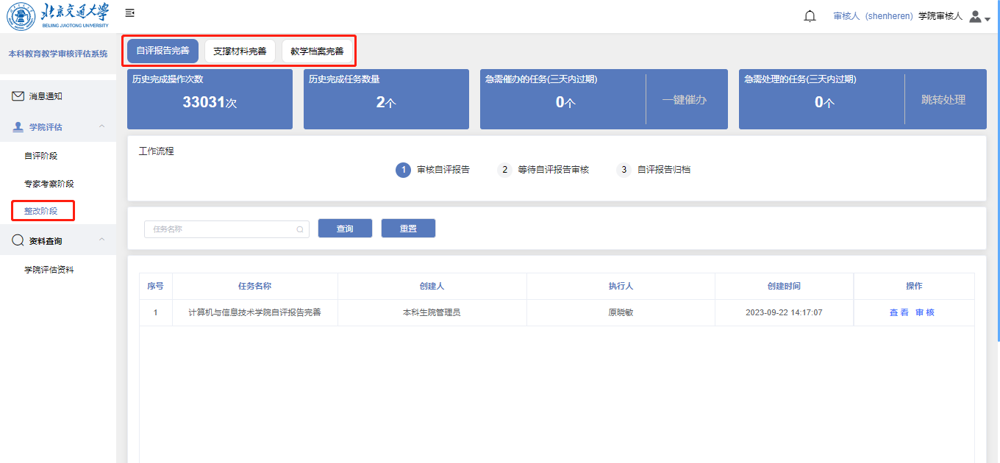 北京交通大学
BEIJING JIAOTONG UNIVERSITY
审核人 (shenheren) 学院审核人
本科教育教学审核评估系统
消息通知
学院评估
自评阶段
专家考察阶段
整改阶段
资料查询
学院评估资料
自评报告完善 支撑材料完善 教学档案完善
历史完成操作次数
33031次
历史完成任务数量
2个
急需催办的任务(三天内过期)
0个
一键催办
急需处理的任务(三天内过期)
0个
跳转处理
工作流程
1 审核自评报告 2 等待自评报告审核 3 自评报告归档
任务名称 查询 重置
序号 任务名称 创建人 执行人 创建时间 操作
1 计算机与信息技术学院自评报告完善 本科生院管理员 原晓敏 2023-09-22 14:17:07 查看 审核